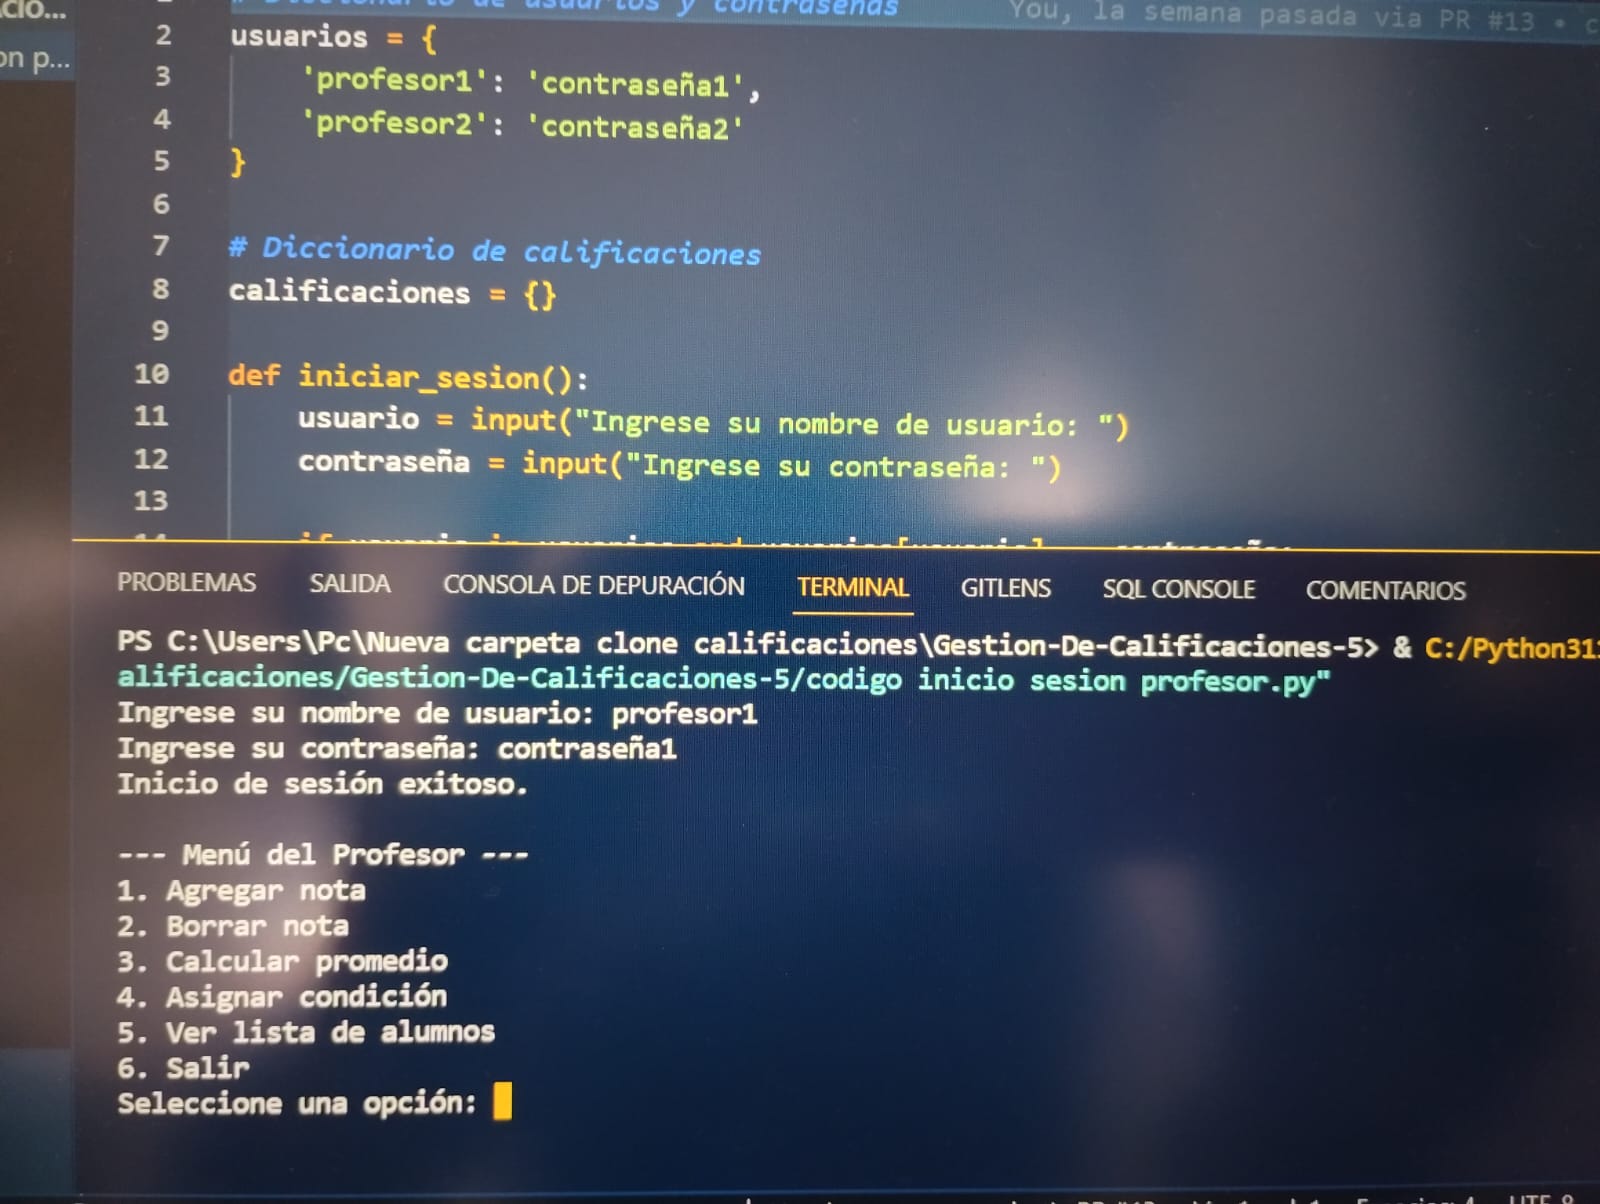 cio...
on p...
# Diccionario de usuarios y contraseñas You, la semana pasada via PR #13 • c
2 usuarios = {
3 'profesor1': 'contraseña1',
4 'profesor2': 'contraseña2'
5 }
6
7 # Diccionario de calificaciones
8 calificaciones = {}
9
10 def iniciar_sesion():
11 usuario = input("Ingrese su nombre de usuario: ")
12 contraseña = input("Ingrese su contraseña: ")
13
PROBLEMAS SALIDA CONSOLA DE DEPURACIÓN TERMINAL GITLENS SQL CONSOLE COMENTARIOS
PS C:\Users\Pc\Nueva carpeta clone calificaciones\Gestion-De-Calificaciones-5> & C:/Python31
alificaciones/Gestion-De-Calificaciones-5/codigo inicio sesion profesor.py"
Ingrese su nombre de usuario: profesor1
Ingrese su contraseña: contraseña1
Inicio de sesión exitoso.
--- Menú del Profesor ---
1. Agregar nota
2. Borrar nota
3. Calcular promedio
4. Asignar condición
5. Ver lista de alumnos
6. Salir
Seleccione una opción: